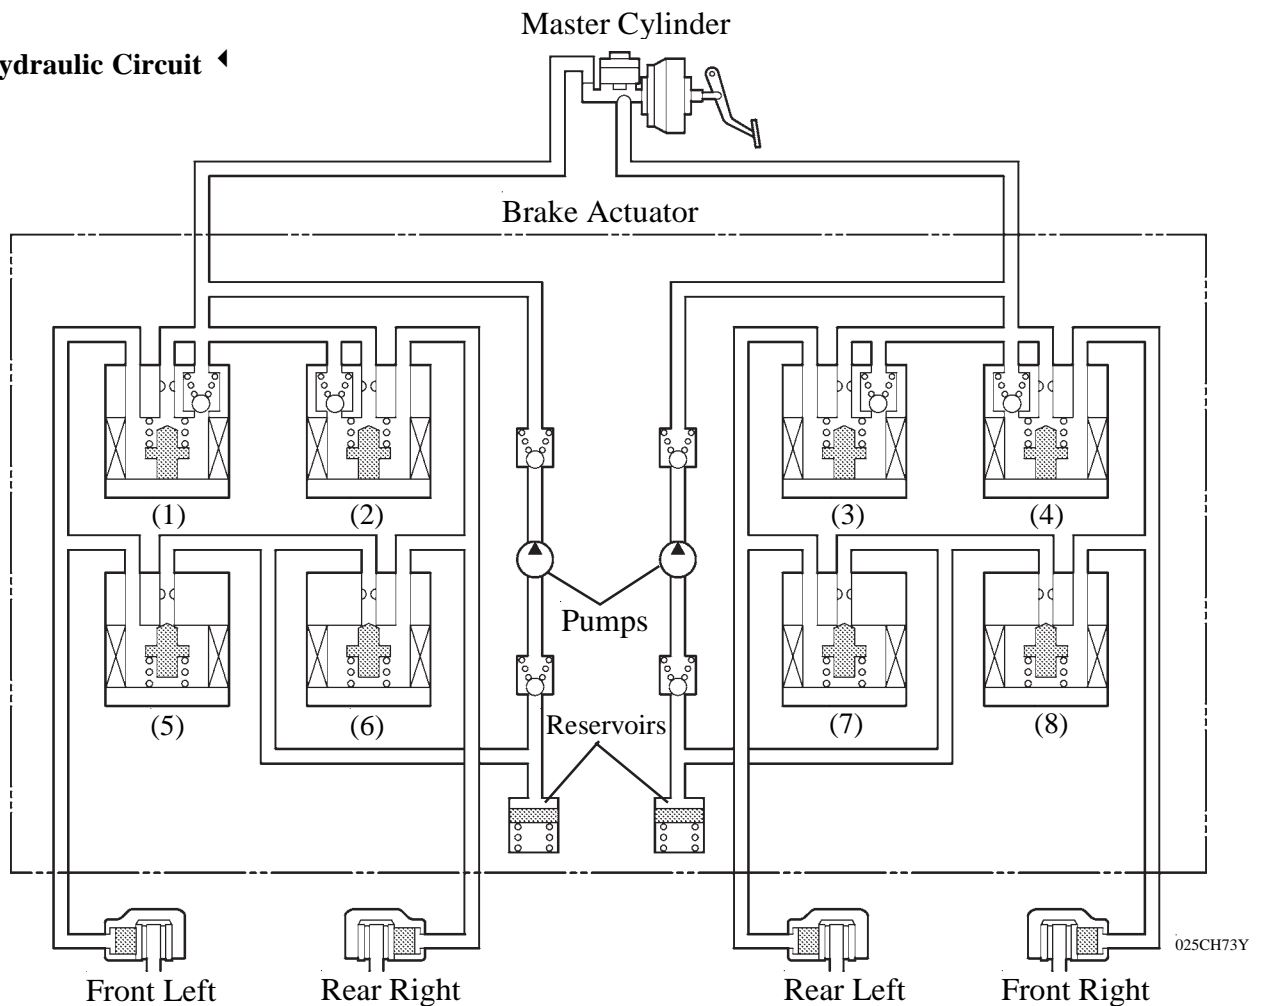 Master Cylinder
ydraulic Circuit
Brake Actuator
(1) (2) (3) (4)
Pumps
(5) (6) (7) (8)
Reservoirs
025CH73Y
Front Left Rear Right Rear Left Front Right